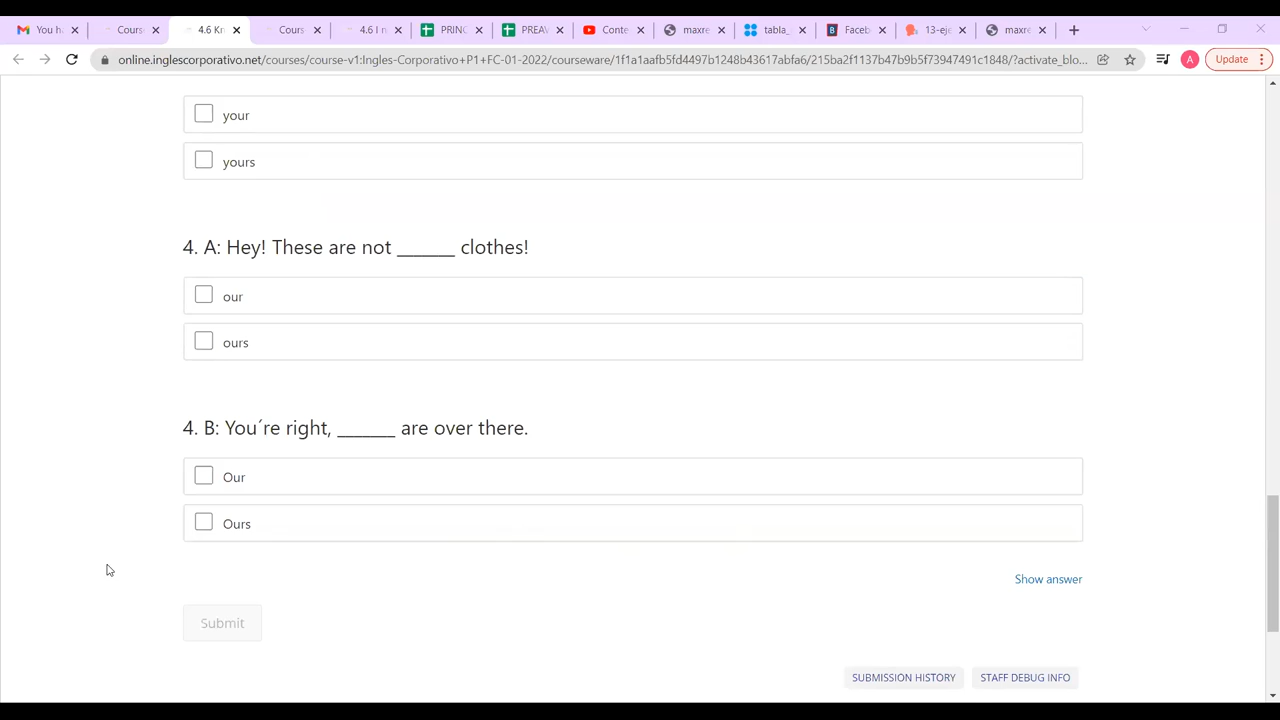 You h
Cours
4.6 Kr
Cours
4.6 I n
PRINC
PREAV
Conte
maxre
tabla_
Faceb
13-eje
maxre
online.inglescorporativo.net/courses/course-v1:Ingles-Corporativo+P1+FC-01-2022/courseware/1f1a1aafb5fd4497b1248b43617abfa6/215ba2f1137b47b9b5f73947491c1848/?activate_blo...
A
Update
your
yours
4. A: Hey! These are not _______ clothes!
our
ours
4. B: You´re right, _______ are over there.
Our
Ours
Show answer
Submit
SUBMISSION HISTORY
STAFF DEBUG INFO